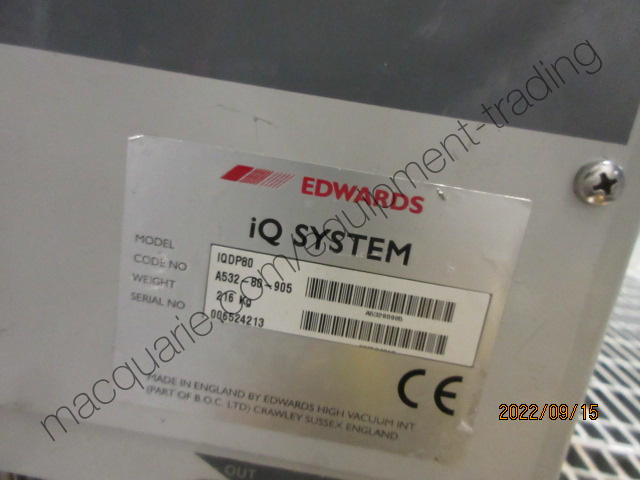 EDWARDS
iQ SYSTEM
MODEL IQDP80
CODE NO A532-80-905
WEIGHT 216 Kg
SERIAL NO 006524213
A53280905
CE
MADE IN ENGLAND BY EDWARDS HIGH VACUUM INT
(PART OF B.O.C. LTD) CRAWLEY SUSSEX ENGLAND
OUT
2022/09/15
macquarie.com/equipment-trading